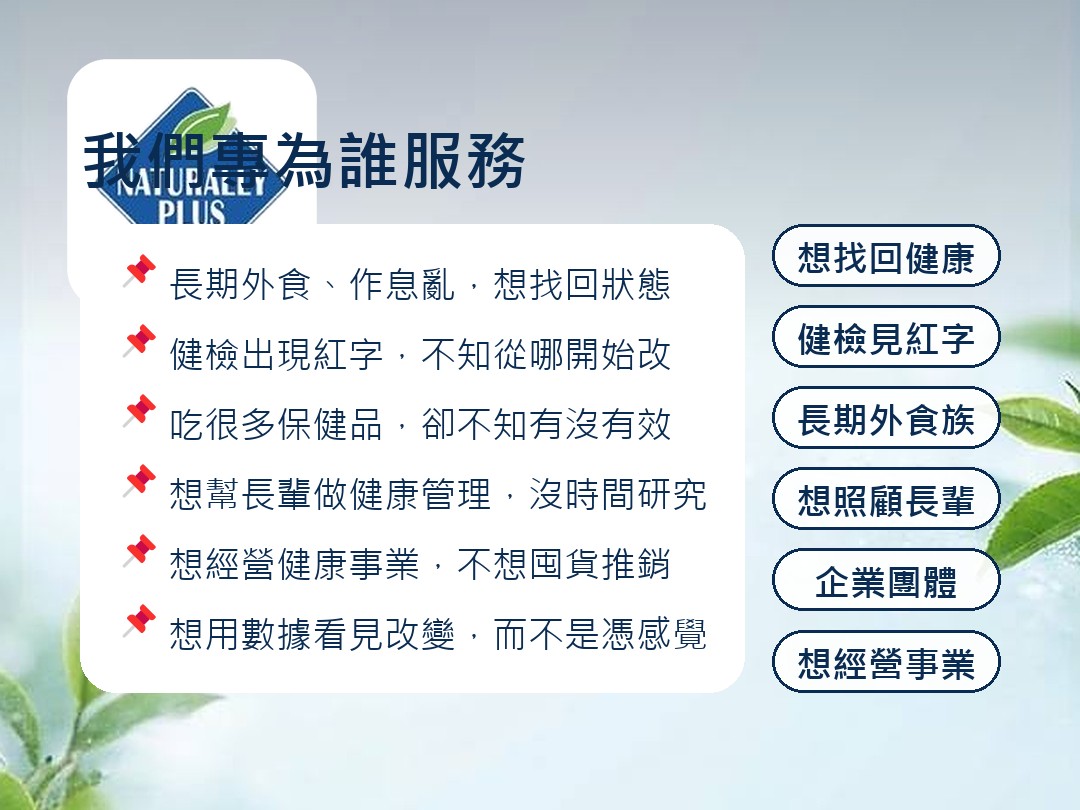 我們專為誰服務
NATURALLY
PLUS
長期外食、作息亂，想找回狀態
健檢出現紅字，不知從哪開始改
吃很多保健品，卻不知有沒有效
想幫長輩做健康管理，沒時間研究
想經營健康事業，不想囤貨推銷
想用數據看見改變，而不是憑感覺
想找回健康
健檢見紅字
長期外食族
想照顧長輩
企業團體
想經營事業